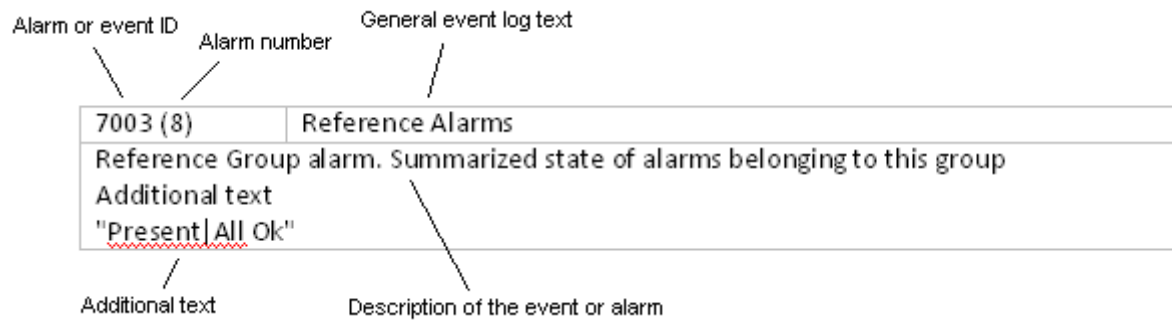 General event log text
Alarm or event ID
Alarm number
7003 (8) Reference Alarms
Reference Group alarm. Summarized state of alarms belonging to this group
Additional text
"Present|All Ok"
Additional text
Description of the event or alarm